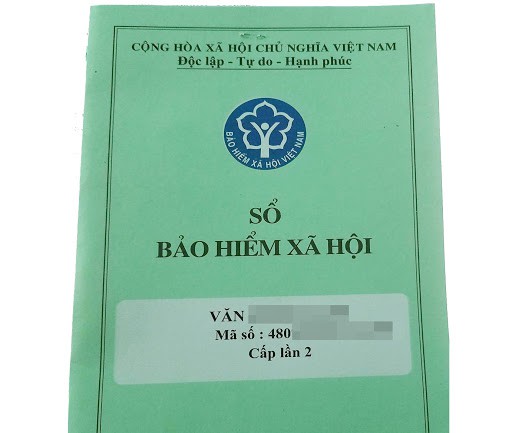 CỘNG HÒA XÃ HỘI CHỦ NGHĨA VIỆT NAM
Độc lập - Tự do - Hạnh phúc
BẢO HIỂM XÃ HỘI VIỆT NAM
SỔ
BẢO HIỂM XÃ HỘI
VĂN
Mã số : 480
Cấp lần 2